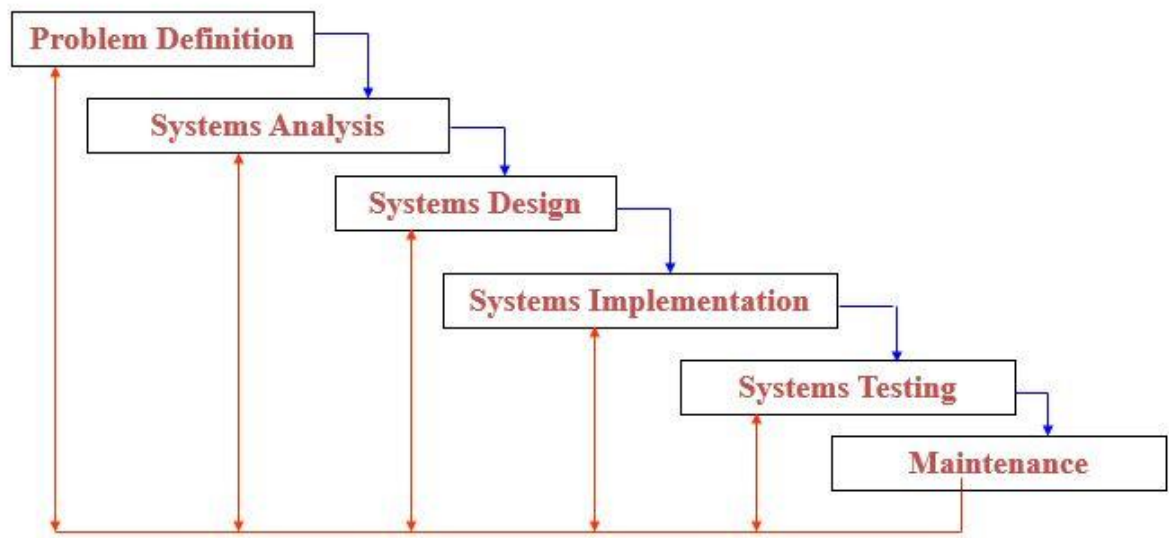 Problem Definition
Systems Analysis
Systems Design
Systems Implementation
Systems Testing
Maintenance